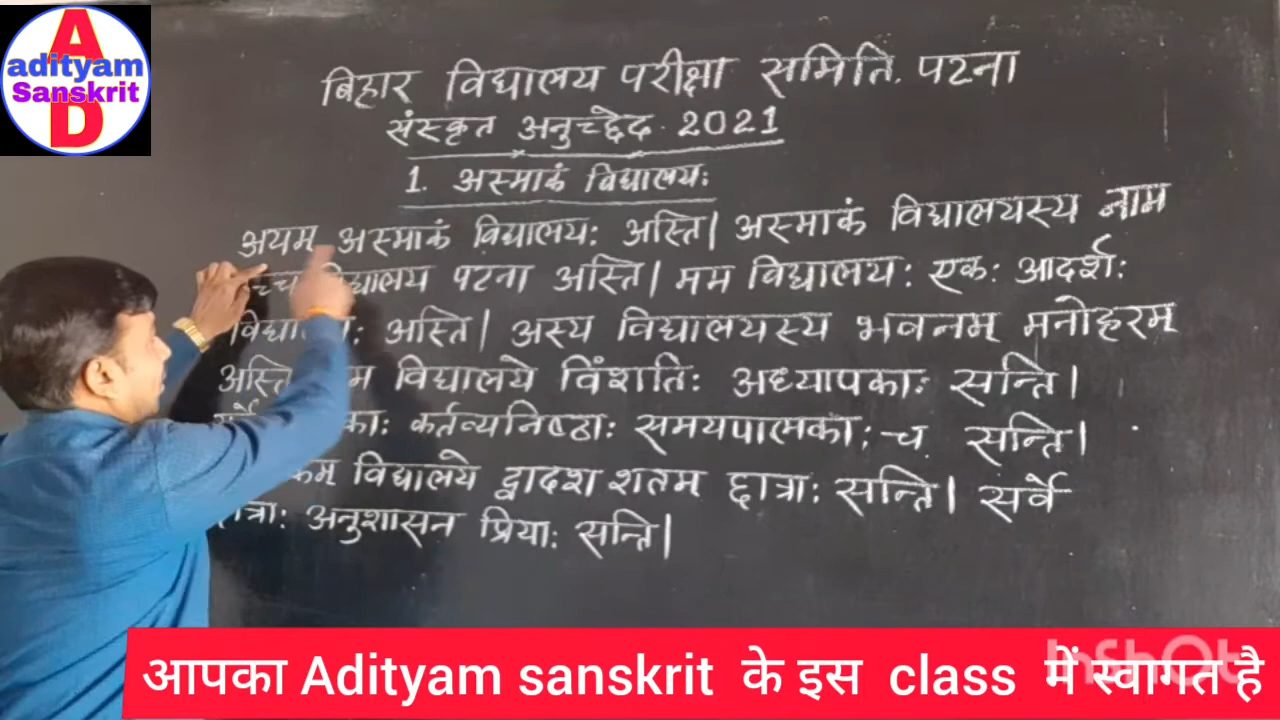 A
adityam
Sanskrit
D
बिहार विद्यालय परीक्षा समिति. पटना
संस्कृत अनुच्छेद. 2021
1. अस्माकं विद्यालय:
अयम् अस्माकं विद्यालय: अस्ति। अस्माकं विद्यालयस्य नाम
विद्यालय पटना अस्ति। मम विद्यालय: एक: आदर्श:
अस्ति। अस्य विद्यालयस्य भवनम् मनोहरम्
अस्ति विद्यालये विंशति: अध्यापका: सन्ति।
कर्तव्यनिष्ठा: समयपालका: च. सन्ति।
विद्यालये द्वादश शतम् छात्रा: सन्ति। सर्वे
अनुशासन प्रिया: सन्ति।
आपका Adityam sanskrit के इस class में स्वागत है
InShOt